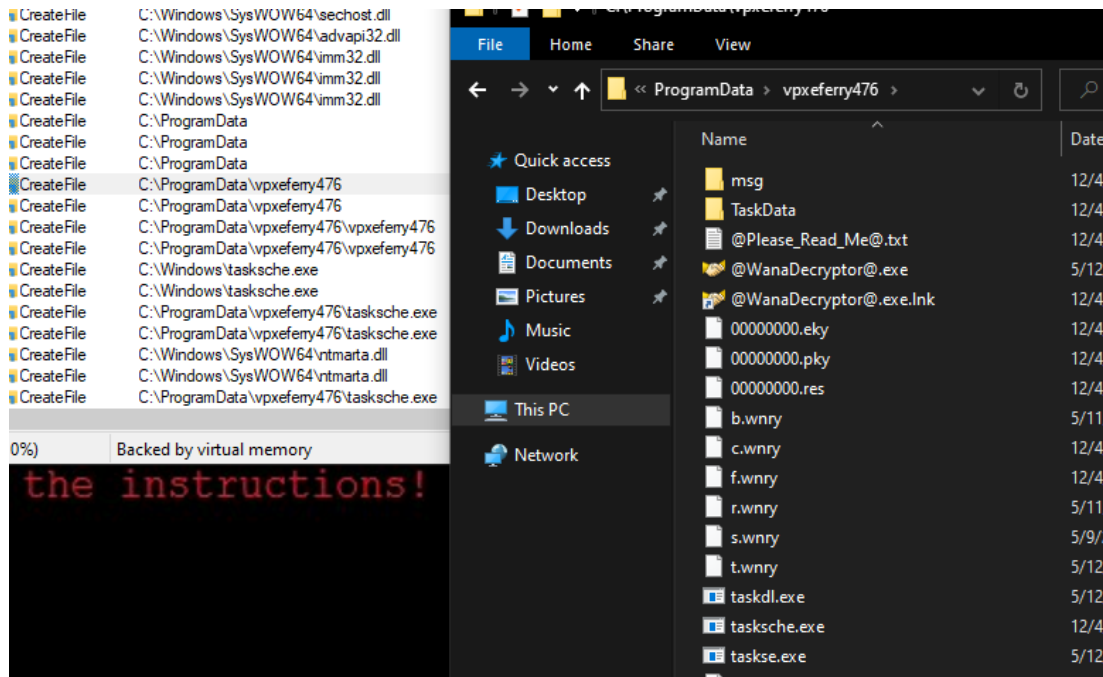 CreateFile C:\Windows\SysWOW64\sechost.dll
CreateFile C:\Windows\SysWOW64\advapi32.dll
CreateFile C:\Windows\SysWOW64\imm32.dll
CreateFile C:\Windows\SysWOW64\imm32.dll
CreateFile C:\Windows\SysWOW64\imm32.dll
CreateFile C:\ProgramData
CreateFile C:\ProgramData
CreateFile C:\ProgramData
CreateFile C:\ProgramData\vpxeferry476
CreateFile C:\ProgramData\vpxeferry476
CreateFile C:\ProgramData\vpxeferry476\vpxeferry476
CreateFile C:\ProgramData\vpxeferry476\vpxeferry476
CreateFile C:\Windows\tasksche.exe
CreateFile C:\Windows\tasksche.exe
CreateFile C:\ProgramData\vpxeferry476\tasksche.exe
CreateFile C:\ProgramData\vpxeferry476\tasksche.exe
CreateFile C:\Windows\SysWOW64\ntmarta.dll
CreateFile C:\Windows\SysWOW64\ntmarta.dll
CreateFile C:\ProgramData\vpxeferry476\tasksche.exe
0%) Backed by virtual memory
the instructions!
C:\ProgramData\vpxeferry476
File Home Share View
« ProgramData > vpxeferry476 >
Quick access
Desktop
Downloads
Documents
Pictures
Music
Videos
This PC
Network
Name Date
msg 12/4
TaskData 12/4
@Please_Read_Me@.txt 12/4
@WanaDecryptor@.exe 5/12
@WanaDecryptor@.exe.lnk 12/4
00000000.eky 12/4
00000000.pky 12/4
00000000.res 12/4
b.wnry 5/11
c.wnry 12/4
f.wnry 12/4
r.wnry 5/11
s.wnry 5/9/
t.wnry 5/12
taskdl.exe 5/12
tasksche.exe 12/4
taskse.exe 5/12